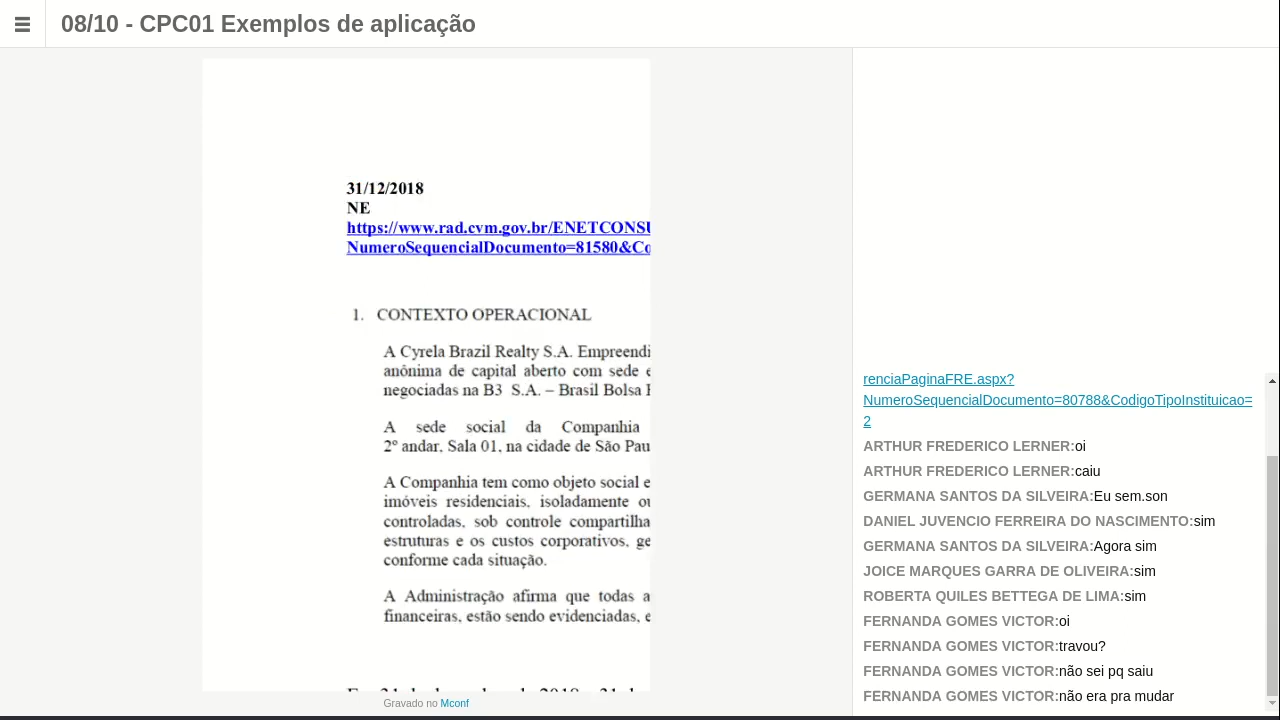 08/10 - CPC01 Exemplos de aplicação
31/12/2018
NE
https://www.rad.cvm.gov.br/ENETCONSU
NumeroSequencialDocumento=81580&Co
1. CONTEXTO OPERACIONAL
A Cyrela Brazil Realty S.A. Empreendi
anônima de capital aberto com sede e
negociadas na B3 S.A. – Brasil Bolsa B
A sede social da Companhia
2º andar, Sala 01, na cidade de São Pau
A Companhia tem como objeto social e
imóveis residenciais, isoladamente ou
controladas, sob controle compartilha
estruturas e os custos corporativos, ge
conforme cada situação.
A Administração afirma que todas a
financeiras, estão sendo evidenciadas, e
Gravado no Mconf
renciaPaginaFRE.aspx?
NumeroSequencialDocumento=80788&CodigoTipoInstituicao=
2
ARTHUR FREDERICO LERNER:oi
ARTHUR FREDERICO LERNER:caiu
GERMANA SANTOS DA SILVEIRA:Eu sem.son
DANIEL JUVENCIO FERREIRA DO NASCIMENTO:sim
GERMANA SANTOS DA SILVEIRA:Agora sim
JOICE MARQUES GARRA DE OLIVEIRA:sim
ROBERTA QUILES BETTEGA DE LIMA:sim
FERNANDA GOMES VICTOR:oi
FERNANDA GOMES VICTOR:travou?
FERNANDA GOMES VICTOR:não sei pq saiu
FERNANDA GOMES VICTOR:não era pra mudar